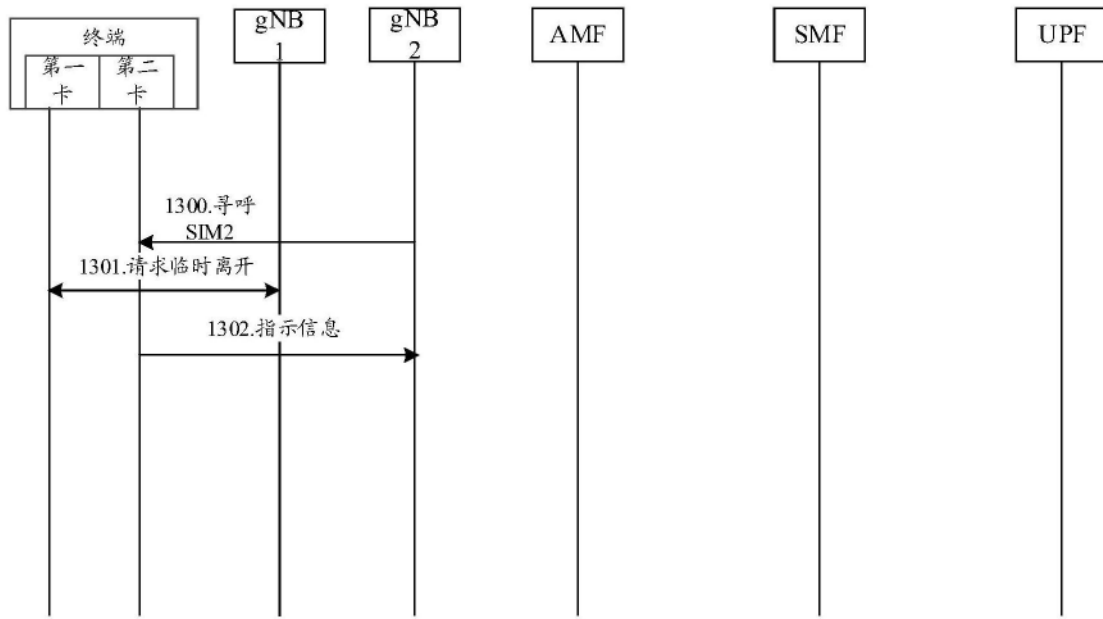 终端
第一
卡
第二
卡
gNB
1
gNB
2
AMF
SMF
UPF
1300.寻呼
SIM2
1301.请求临时离开
1302.指示信息